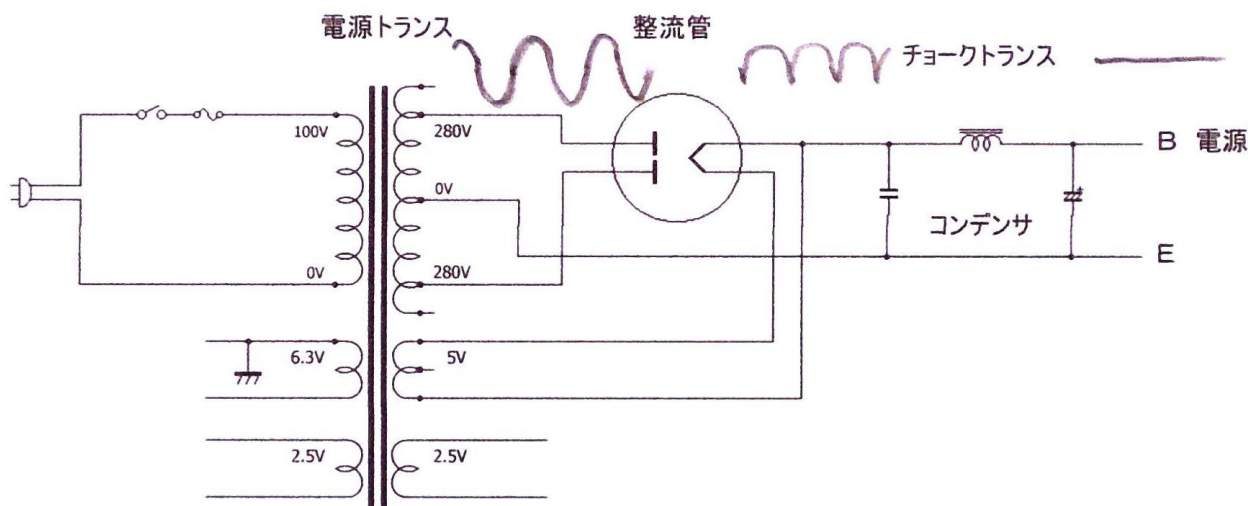 電源トランス 整流管
チョークトランス
100V 280V
B 電源
0V
コンデンサ
E
0V 280V
6.3V 5V
2.5V 2.5V